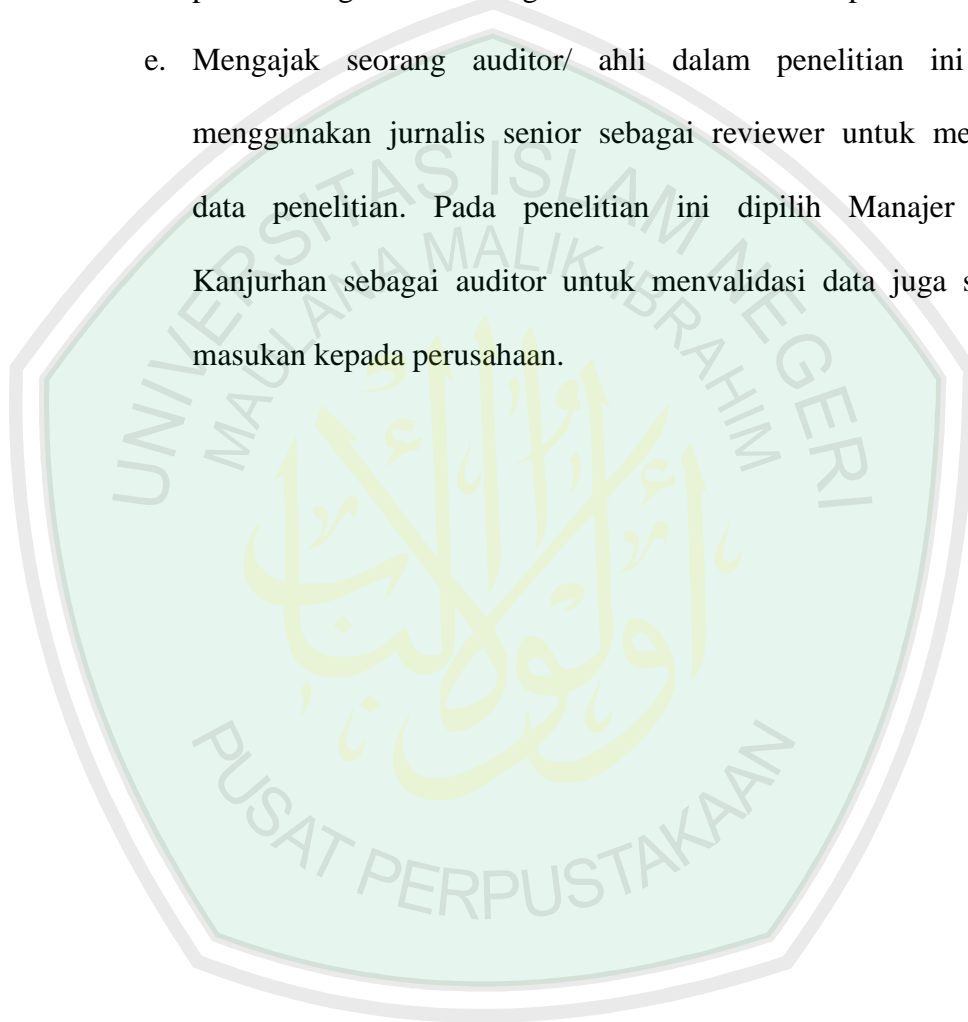 e. Mengajak seorang auditor/ ahli dalam penelitian ini
menggunakan jurnalis senior sebagai reviewer untuk
data penelitian. Pada penelitian ini dipilih Manajer
Kanjurhan sebagai auditor untuk menvalidasi data juga
masukan kepada perusahaan.
UNIVERSITAS ISLAM NEGERI
MAULANA MALIK IBRAHIM
PUSAT PERPUSTAKAAN